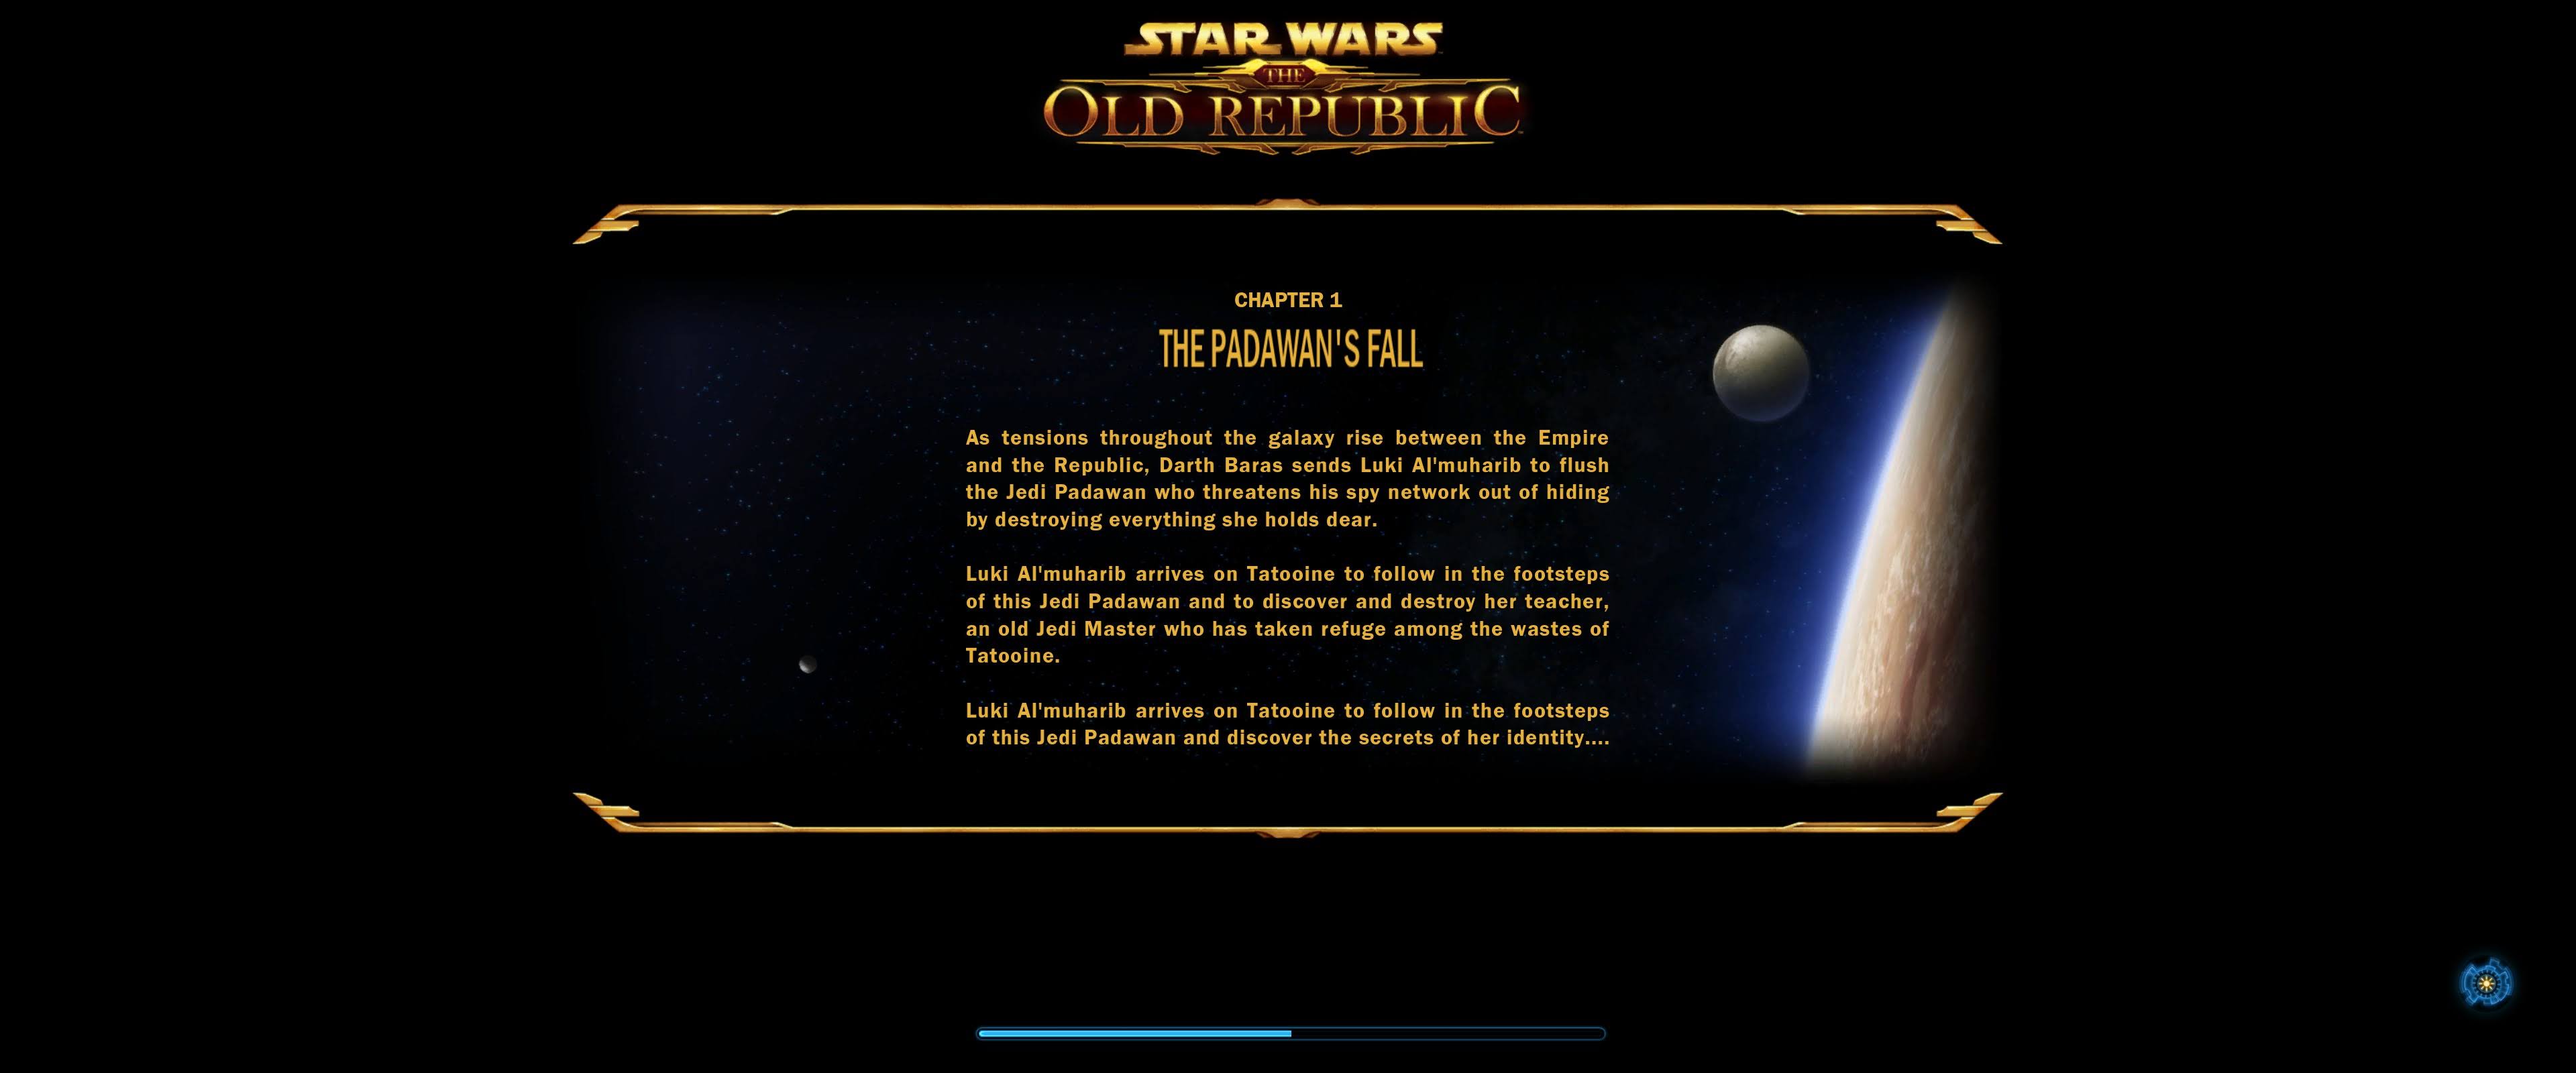 STAR WARS
THE
OLD REPUBLIC
CHAPTER 1
THE PADAWAN'S FALL
As tensions throughout the galaxy rise between the Empire
and the Republic, Darth Baras sends Luki Al'muharib to flush
the Jedi Padawan who threatens his spy network out of hiding
by destroying everything she holds dear.
Luki Al'muharib arrives on Tatooine to follow in the footsteps
of this Jedi Padawan and to discover and destroy her teacher,
an old Jedi Master who has taken refuge among the wastes of
Tatooine.
Luki Al'muharib arrives on Tatooine to follow in the footsteps
of this Jedi Padawan and discover the secrets of her identity....